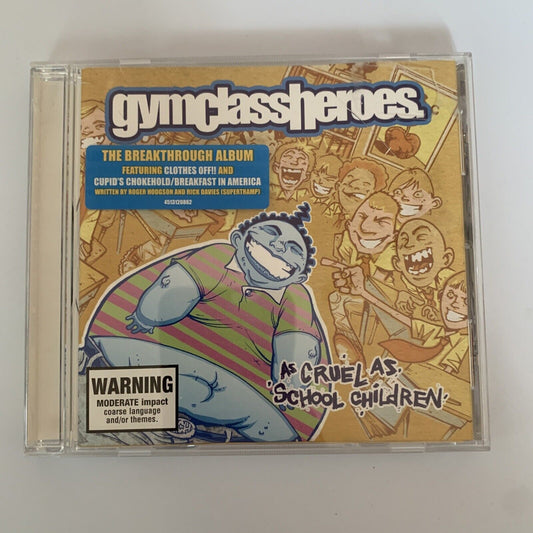 gymclassheroes.
THE BREAKTHROUGH ALBUM
FEATURING CLOTHES OFF!! AND
CUPID'S CHOKEHOLD/BREAKFAST IN AMERICA
WRITTEN BY ROGER HODGSON AND RICK DAVIES (SUPERTRAMP)
4513120882
AS CRUEL AS
SCHOOL CHILDREN
WARNING
MODERATE impact
coarse language
and/or themes.